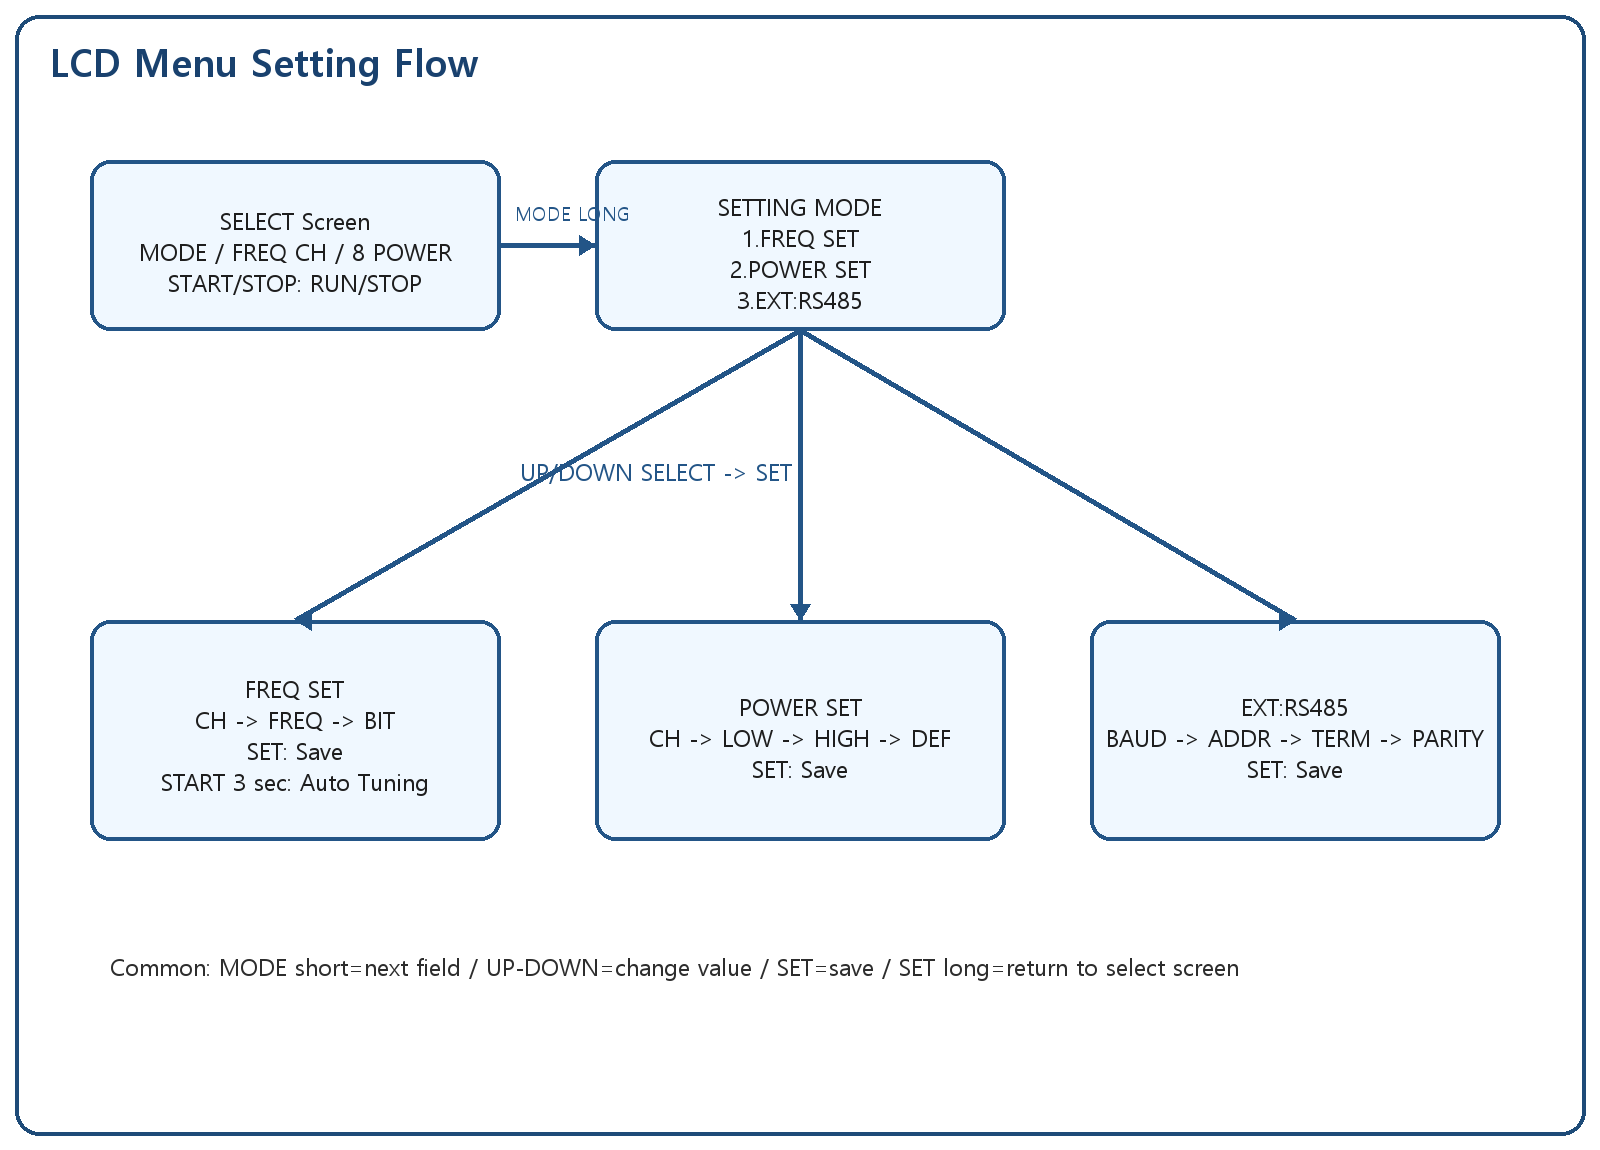 LCD Menu Setting Flow
SELECT Screen
MODE / FREQ CH / 8 POWER
START/STOP: RUN/STOP
MODE LONG
SETTING MODE
1.FREQ SET
2.POWER SET
3.EXT:RS485
UP/DOWN SELECT -> SET
FREQ SET
CH -> FREQ -> BIT
SET: Save
START 3 sec: Auto Tuning
POWER SET
CH -> LOW -> HIGH -> DEF
SET: Save
EXT:RS485
BAUD -> ADDR -> TERM -> PARITY
SET: Save
Common: MODE short=next field / UP-DOWN=change value / SET=save / SET long=return to select screen